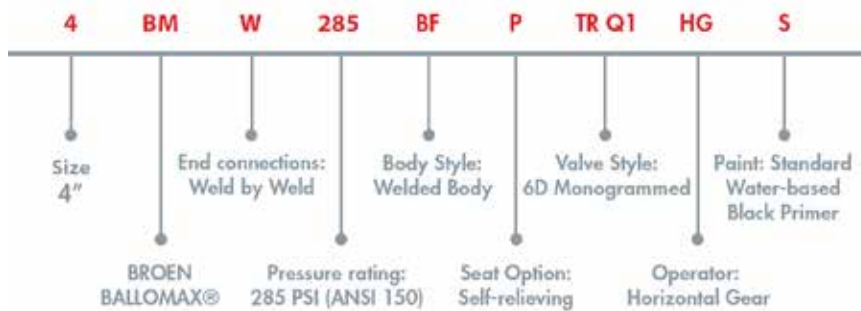 4 BM W 285 BF P TR Q1 HG S
Size
4”
End connections:
Weld by Weld
Body Style:
Welded Body
Valve Style:
6D Monogrammed
Paint: Standard
Water-based
Black Primer
BROEN
BALLOMAX®
Pressure rating:
285 PSI (ANSI 150)
Seat Option:
Self-relieving
Operator:
Horizontal Gear